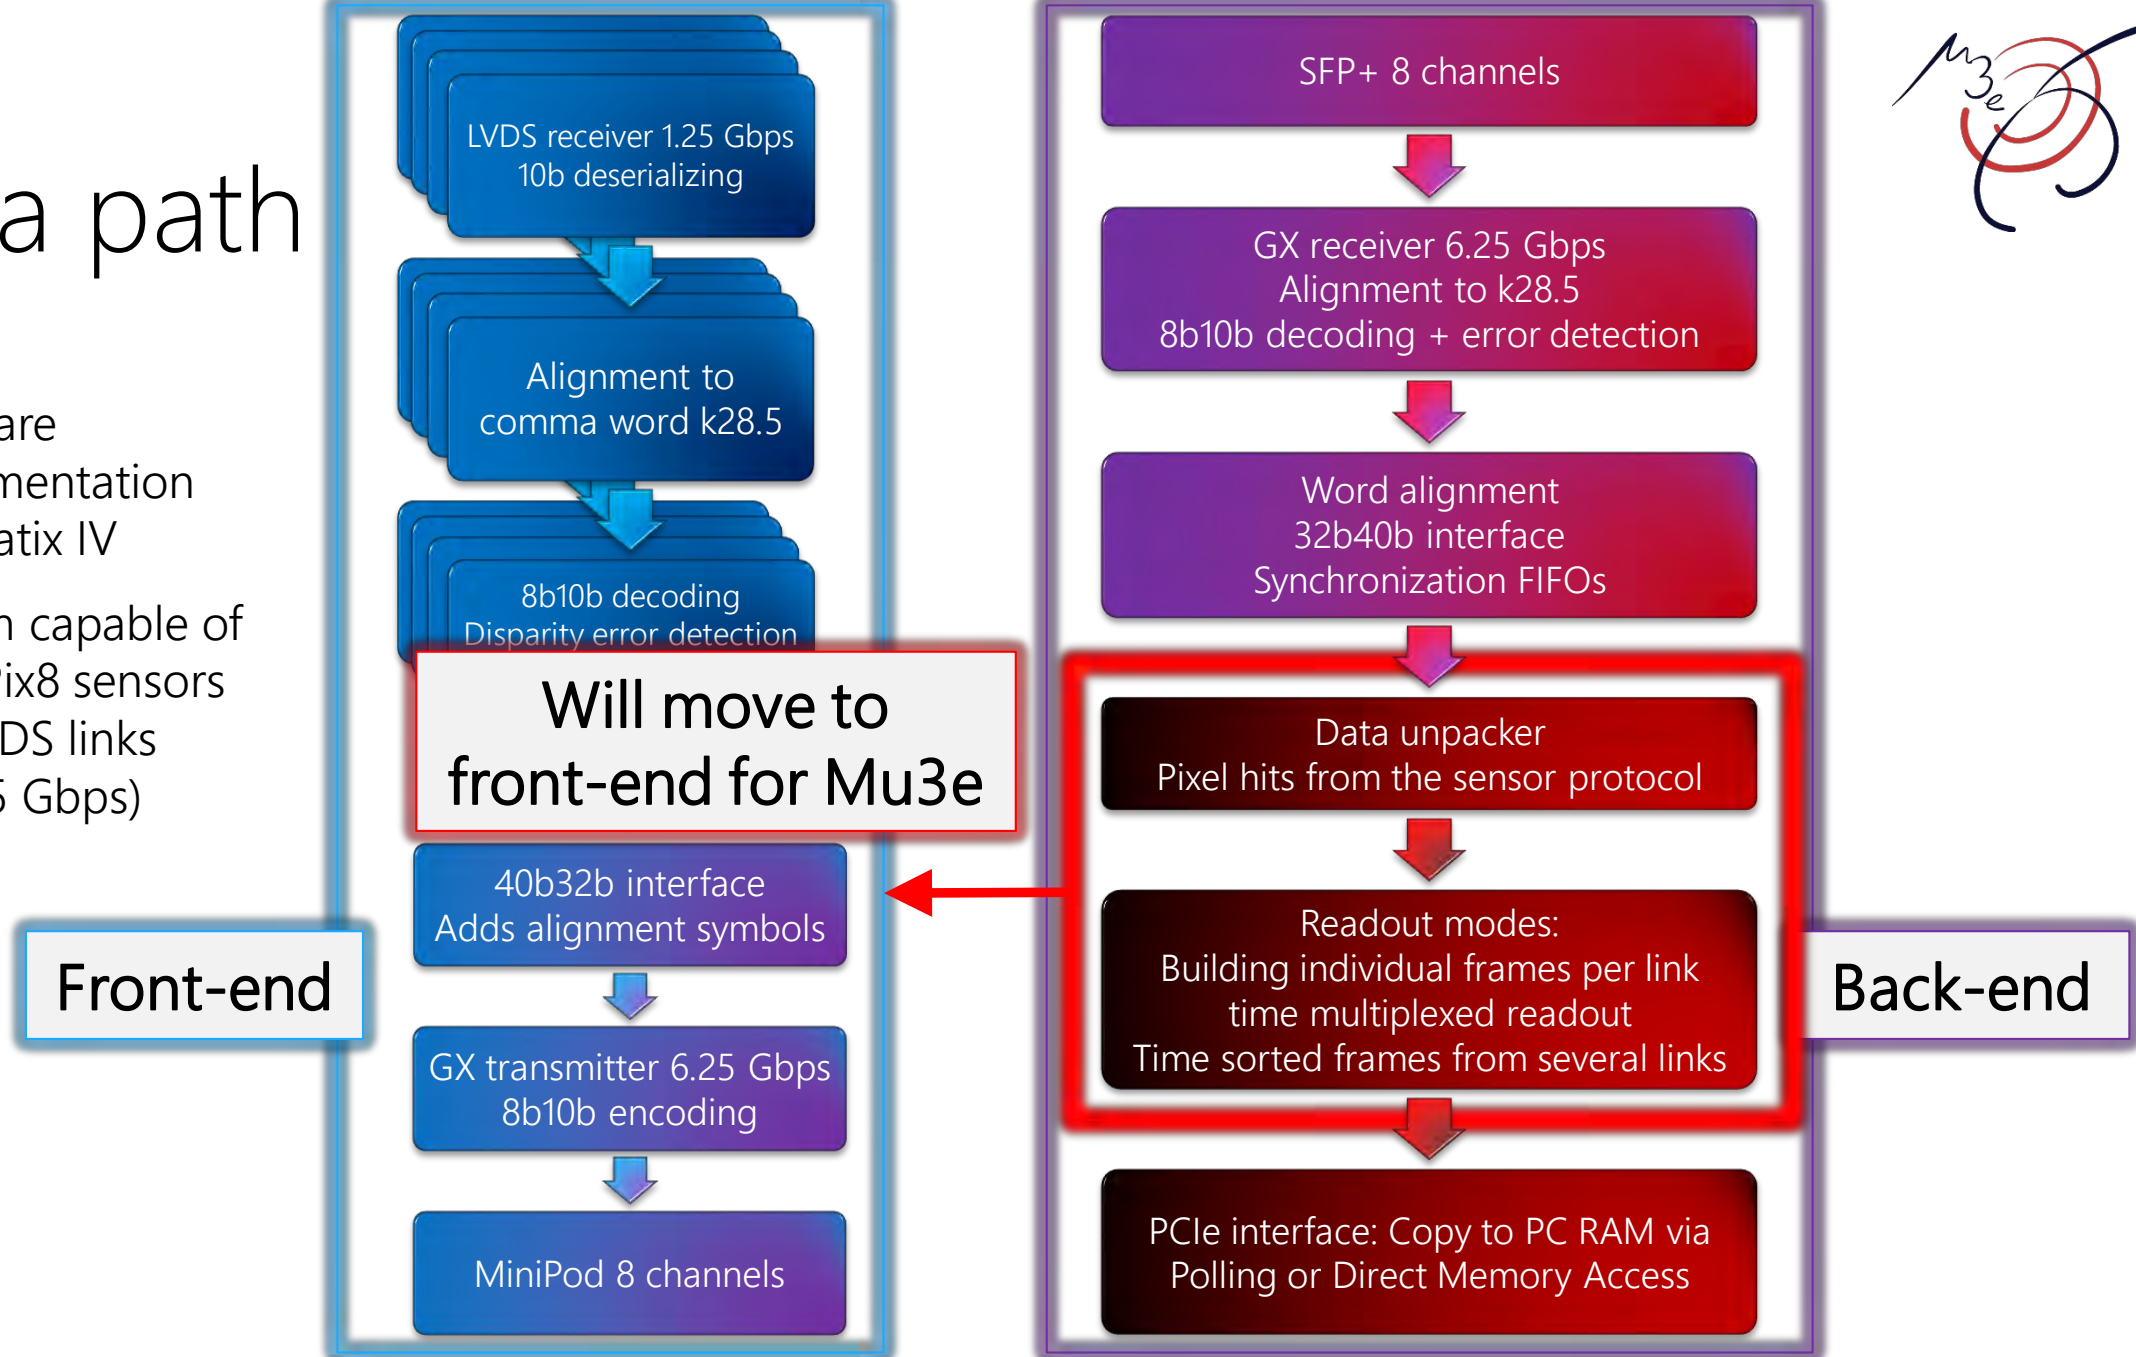 a path
are
mentation
atix IV
n capable of
Pix8 sensors
DS links
5 Gbps)
Front-end
LVDS receiver 1.25 Gbps
10b deserializing
Alignment to
comma word k28.5
8b10b decoding
Disparity error detection
Will move to
front-end for Mu3e
40b32b interface
Adds alignment symbols
GX transmitter 6.25 Gbps
8b10b encoding
MiniPod 8 channels
SFP+ 8 channels
GX receiver 6.25 Gbps
Alignment to k28.5
8b10b decoding + error detection
Word alignment
32b40b interface
Synchronization FIFOs
Data unpacker
Pixel hits from the sensor protocol
Readout modes:
Building individual frames per link
time multiplexed readout
Time sorted frames from several links
PCIe interface: Copy to PC RAM via
Polling or Direct Memory Access
Back-end
Mu3e